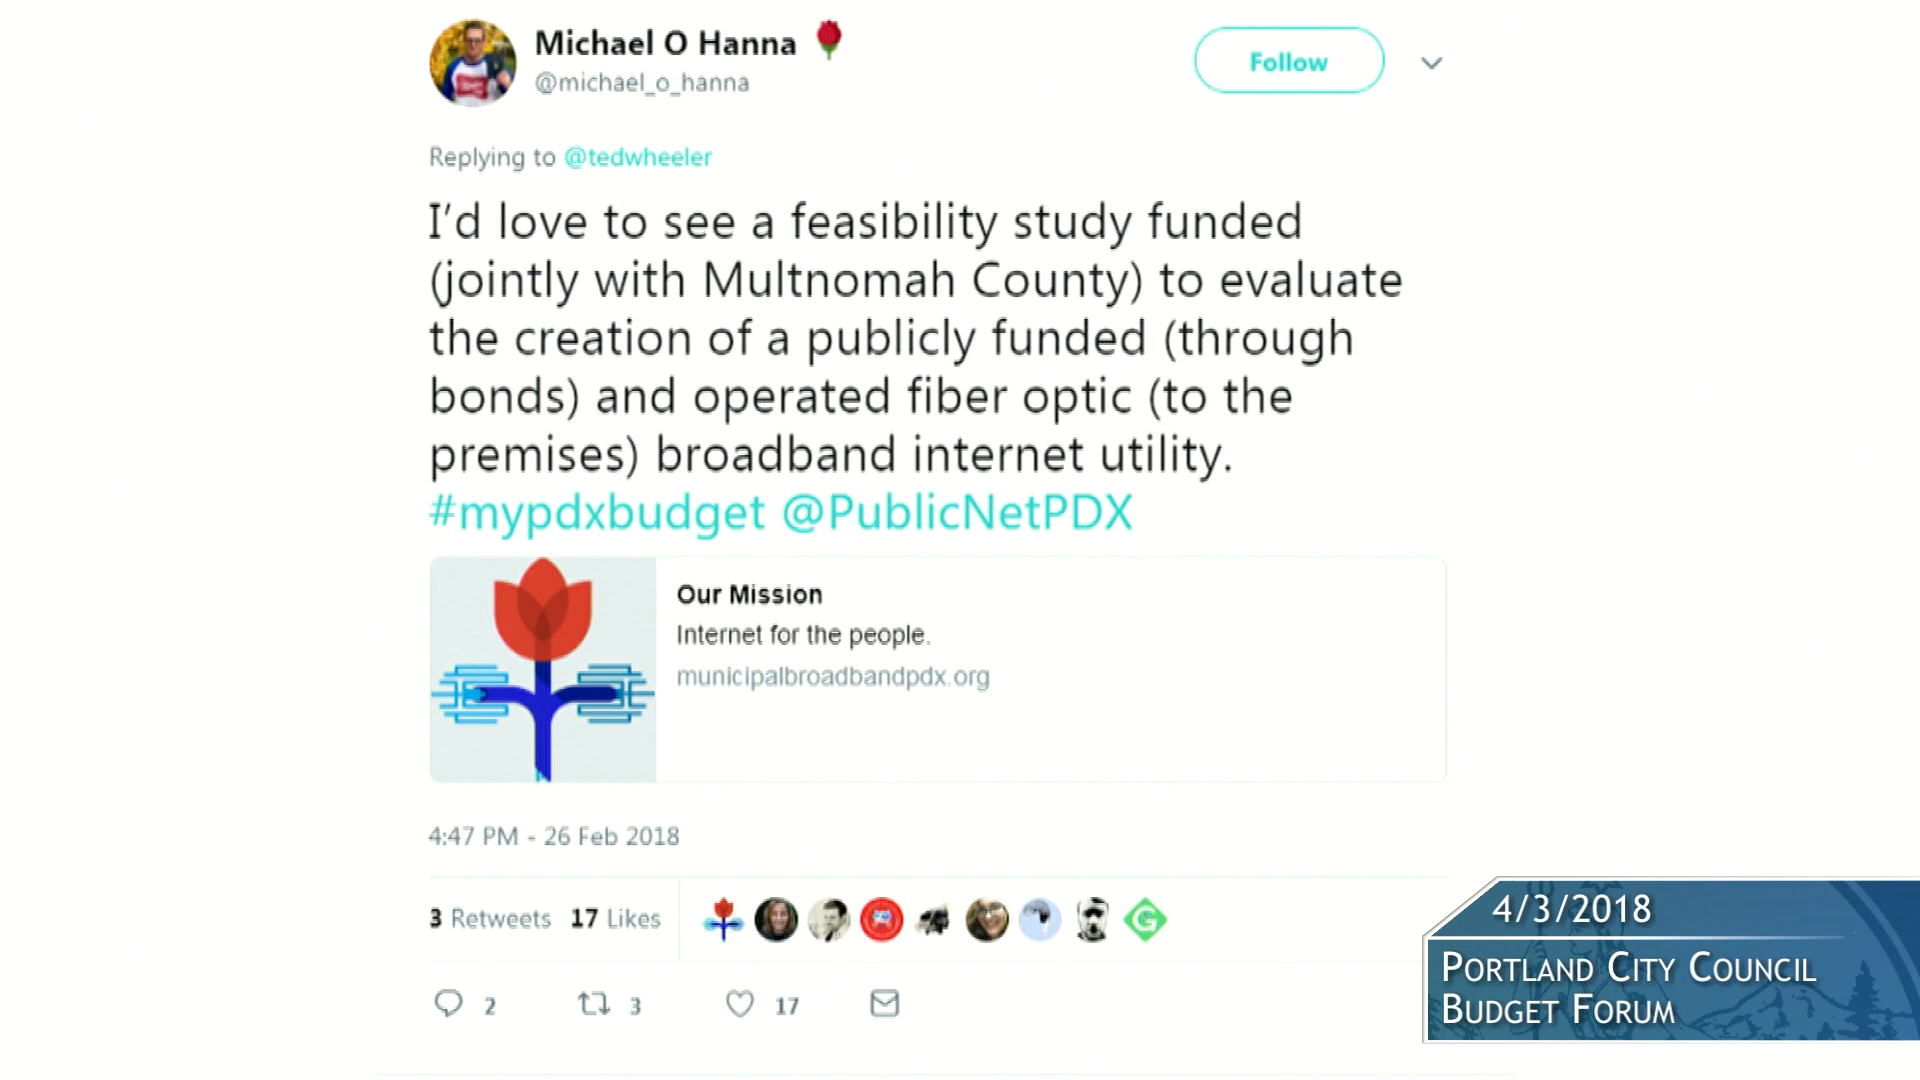 Michael O Hanna
@michael_o_hanna
Follow
Replying to @tedwheeler
I'd love to see a feasibility study funded
(jointly with Multnomah County) to evaluate
the creation of a publicly funded (through
bonds) and operated fiber optic (to the
premises) broadband internet utility.
#mypdxbudget @PublicNetPDX
Our Mission
Internet for the people.
municipalbroadbandpdx.org
4:47 PM - 26 Feb 2018
3 Retweets 17 Likes
G
2 3 17
4/3/2018
PORTLAND CITY COUNCIL
BUDGET FORUM